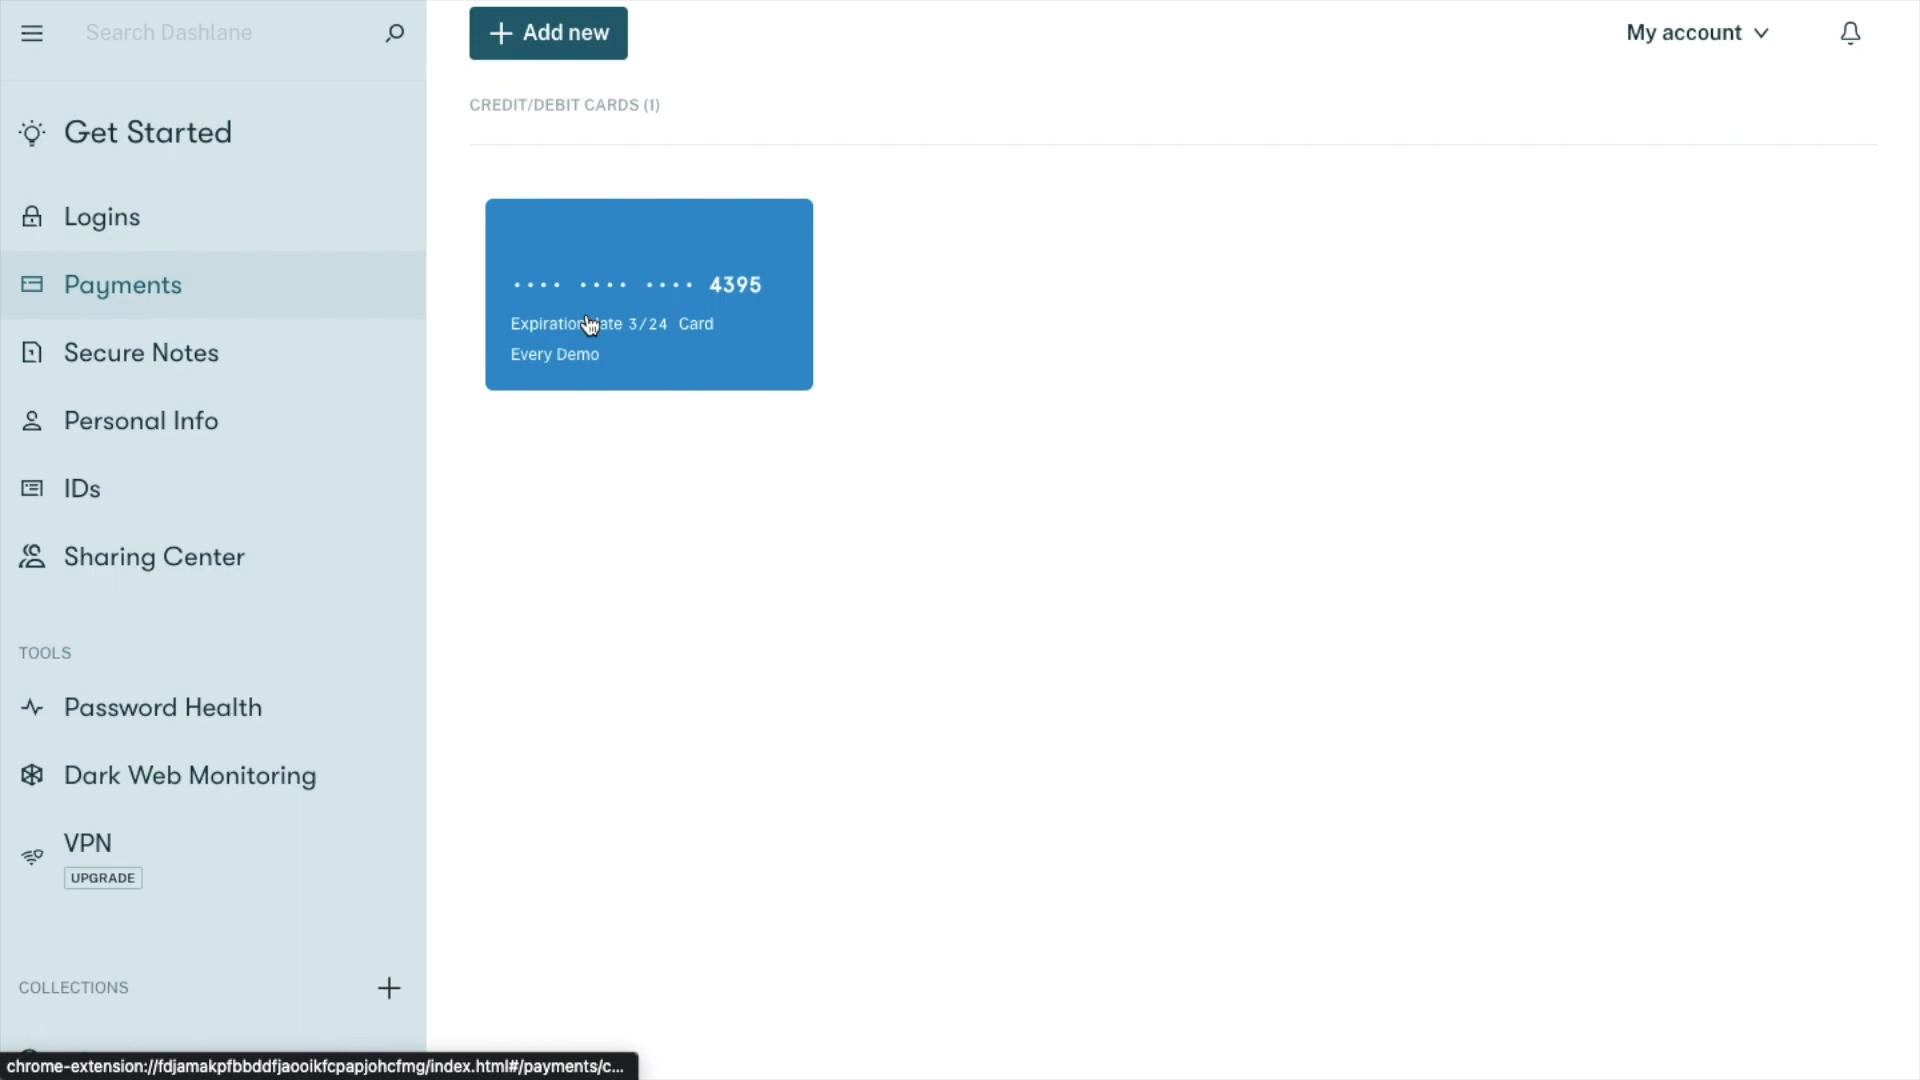 Search Dashlane
Add new
My account
CREDIT/DEBIT CARDS (1)
Get Started
Logins
Payments
Secure Notes
Personal Info
IDs
Sharing Center
TOOLS
Password Health
Dark Web Monitoring
VPN
UPGRADE
COLLECTIONS
•••• •••• •••• 4395
Expiration date 3/24 Card
Every Demo
chrome-extension://fdjamakpfbbddfjaooikfcpapjohcfmg/index.html#/payments/c...